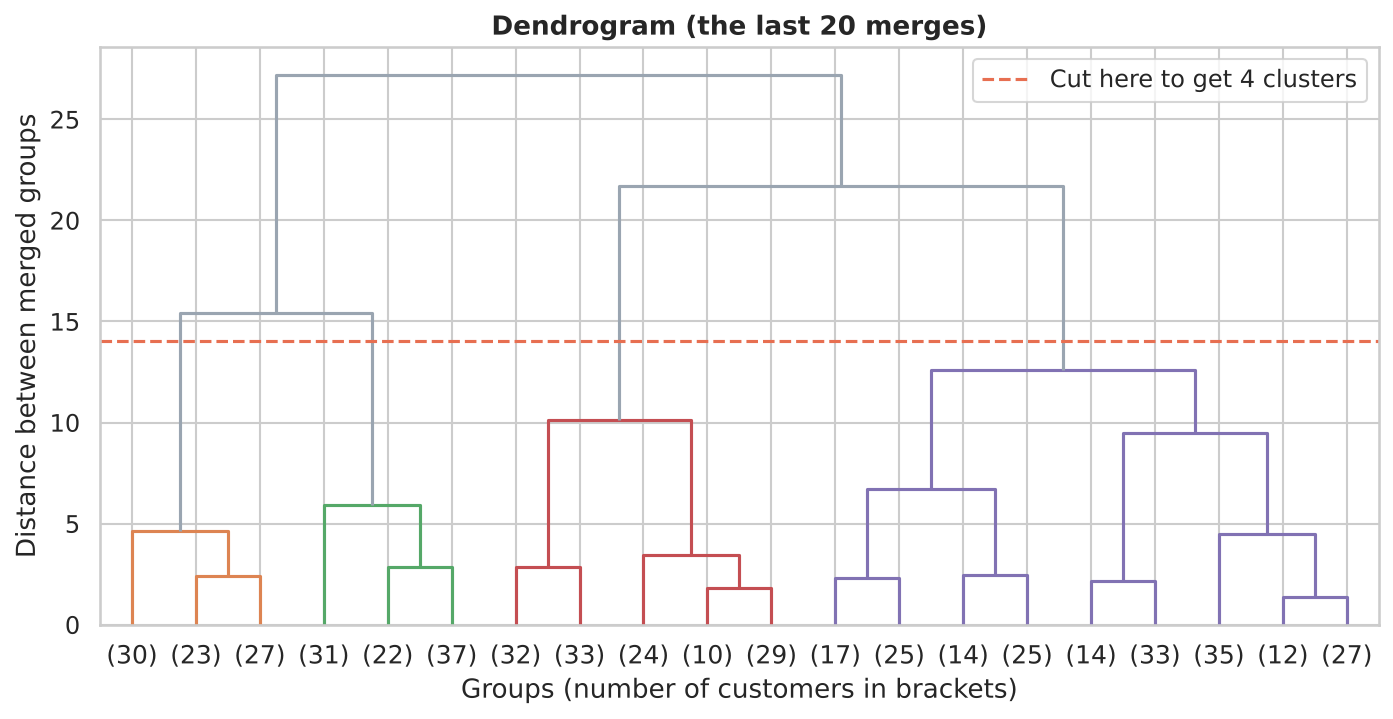 Dendrogram (the last 20 merges)
Cut here to get 4 clusters
Distance between merged groups
25
20
15
10
5
0
(30) (23) (27) (31) (22) (37) (32) (33) (24) (10) (29) (17) (25) (14) (25) (14) (33) (35) (12) (27)
Groups (number of customers in brackets)